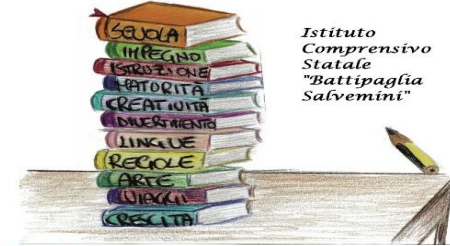 SCUOLA
IMPEGNO
ISTRUZIONE
MATURITÀ
CREATIVITÀ
DIVERTIMENTO
LINGUE
REGOLE
ARTE
VIAGGI
CRESCITA
Istituto
Comprensivo
Statale
"Battipaglia
Salvemini"